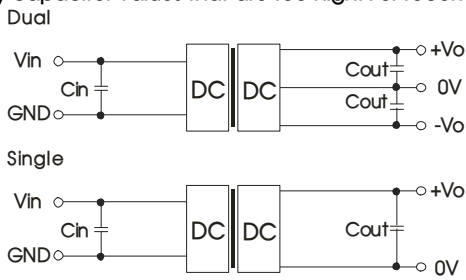 Dual
Vin
+Vo
Cout
Cin
DC
DC
0V
Cout
GND
-Vo
Single
Vin
+Vo
Cin
DC
DC
Cout
GND
0V